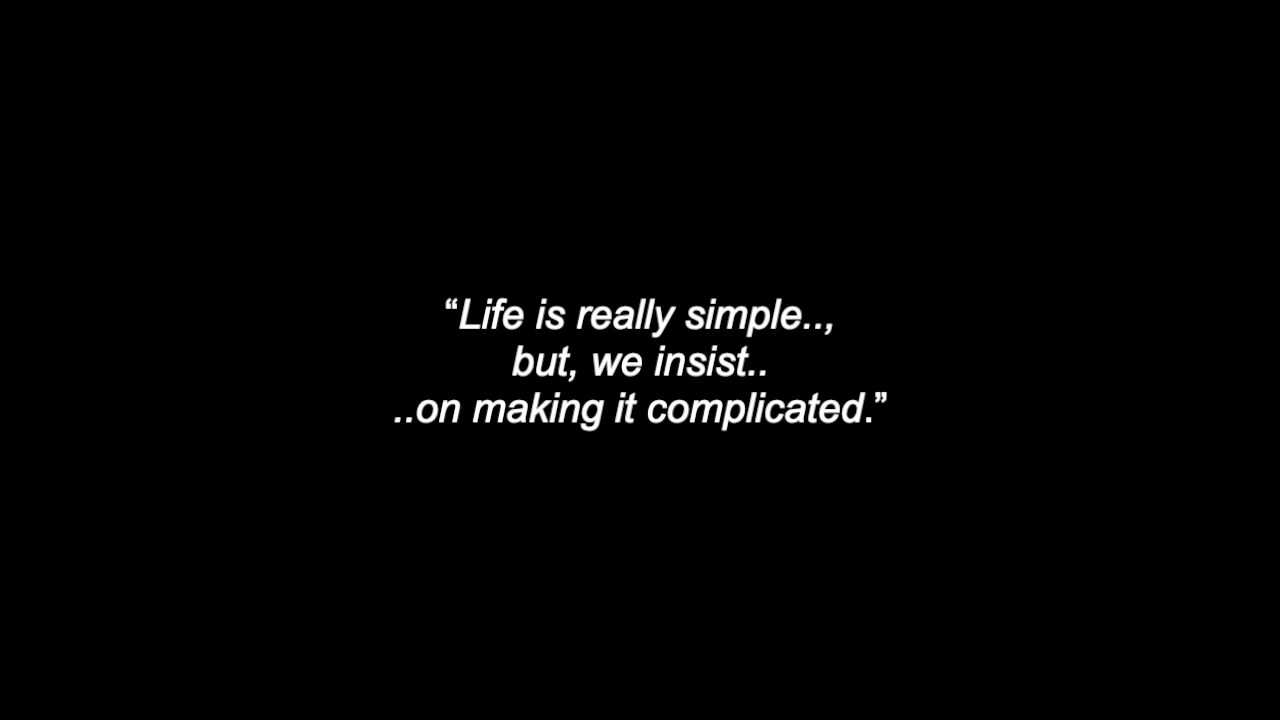 “Life is really simple..,
but, we insist..
..on making it complicated.”